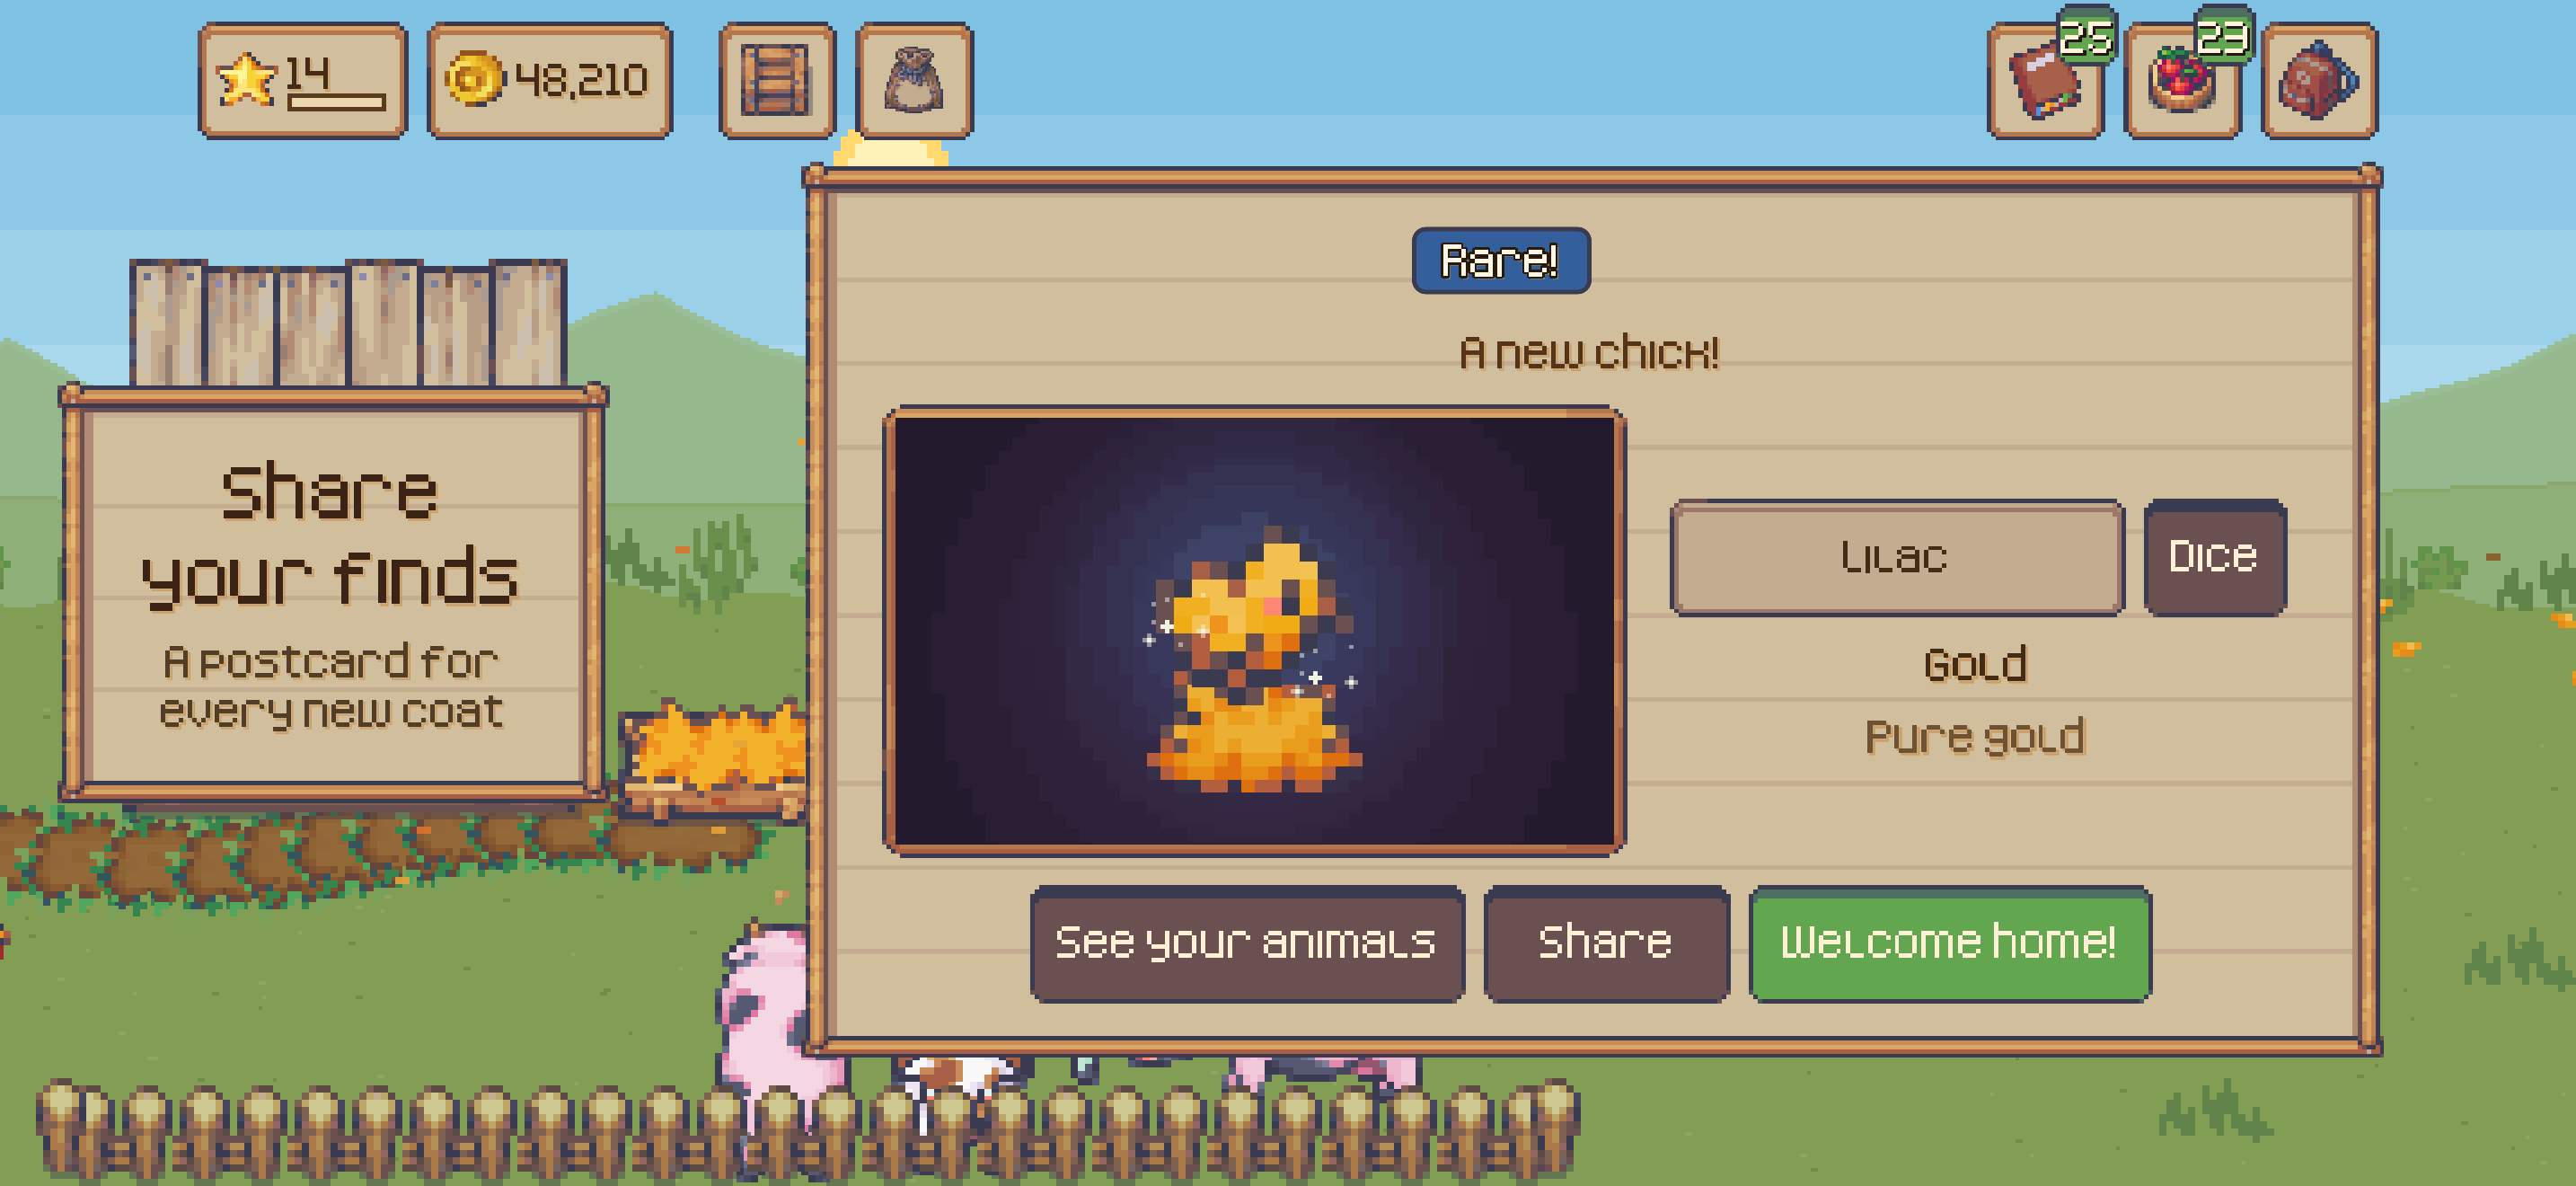 14
48,210
25
23
Rare!
A new chick!
Share
your finds
A postcard for
every new coat
Lilac
Dice
Gold
Pure gold
See your animals
Share
Welcome home!